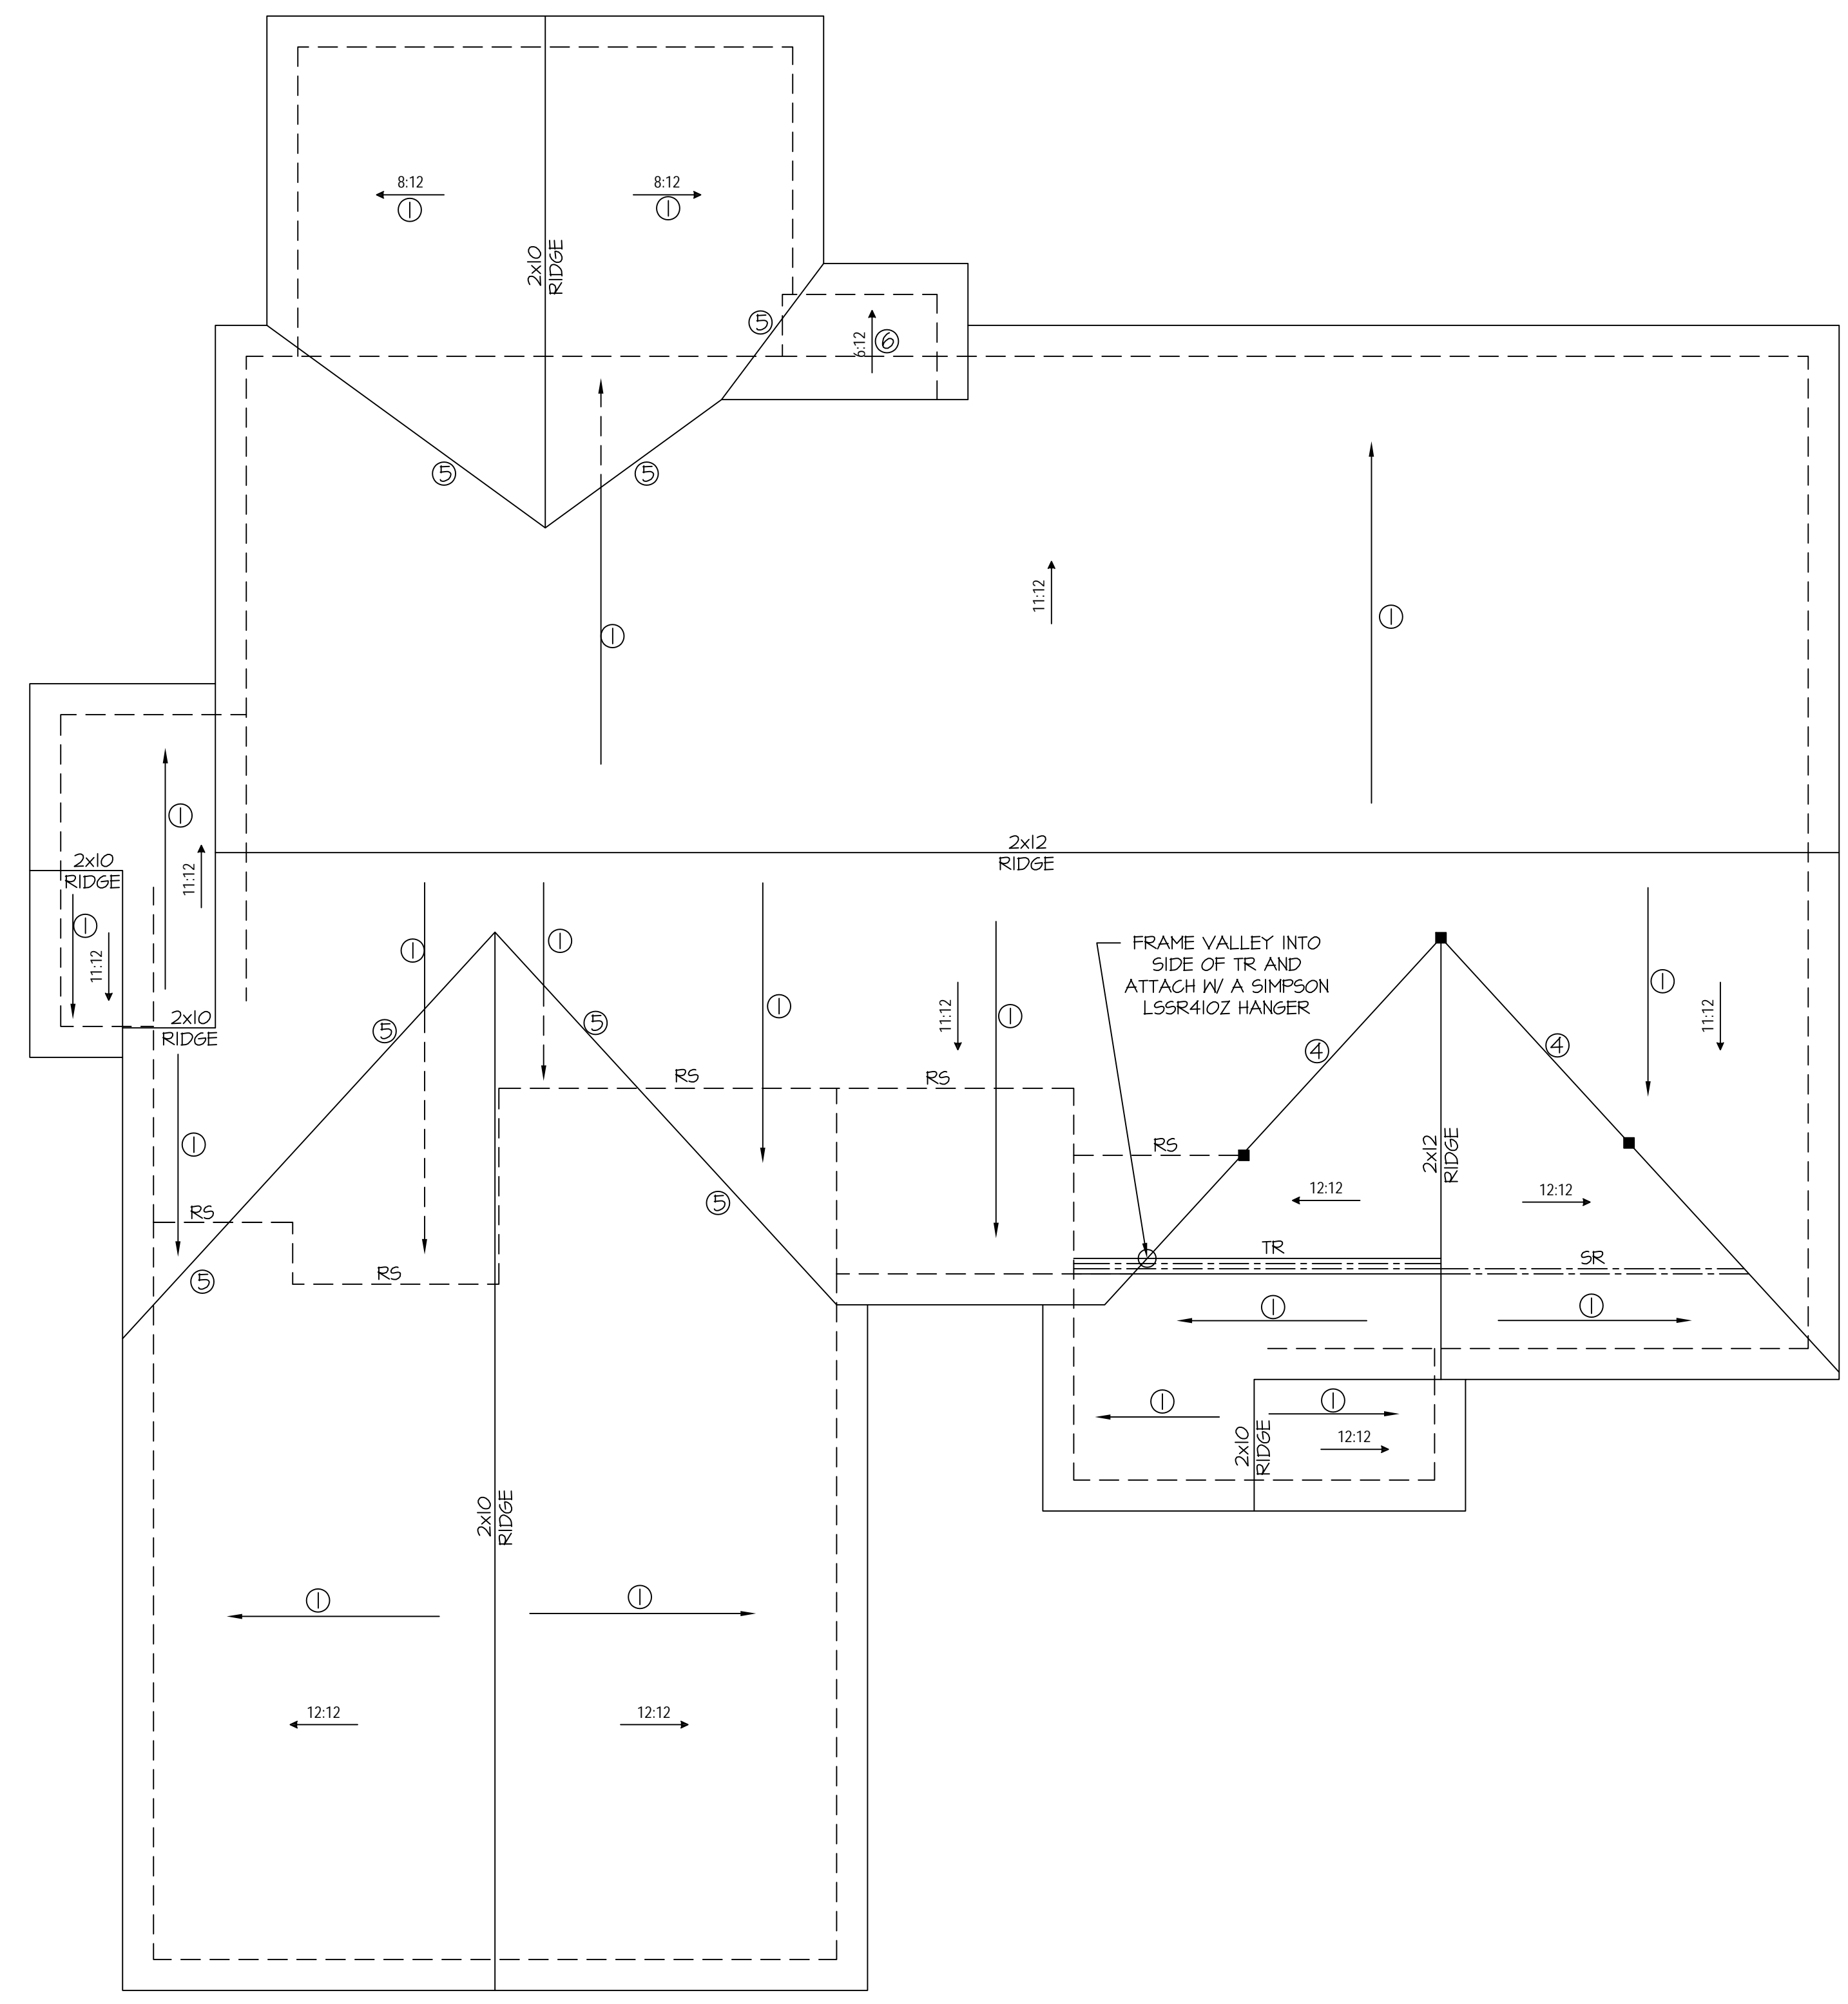 8:12
8:12
1
1
2x10
RIDGE
5
6:12
6
5
5
11:12
1
1
1
2x12
RIDGE
2x10
RIDGE
11:12
1
11:12
1
1
FRAME VALLEY INTO
SIDE OF TR AND
ATTACH W/ A SIMPSON
LSSR410Z HANGER
1
1
1
11:12
11:12
2x10
RIDGE
5
5
4
4
RS
RS
1
RS
2x12
RIDGE
12:12
12:12
5
RS
TR
SR
RS
5
1
1
1
1
12:12
2x10
RIDGE
2x10
RIDGE
1
1
12:12
12:12